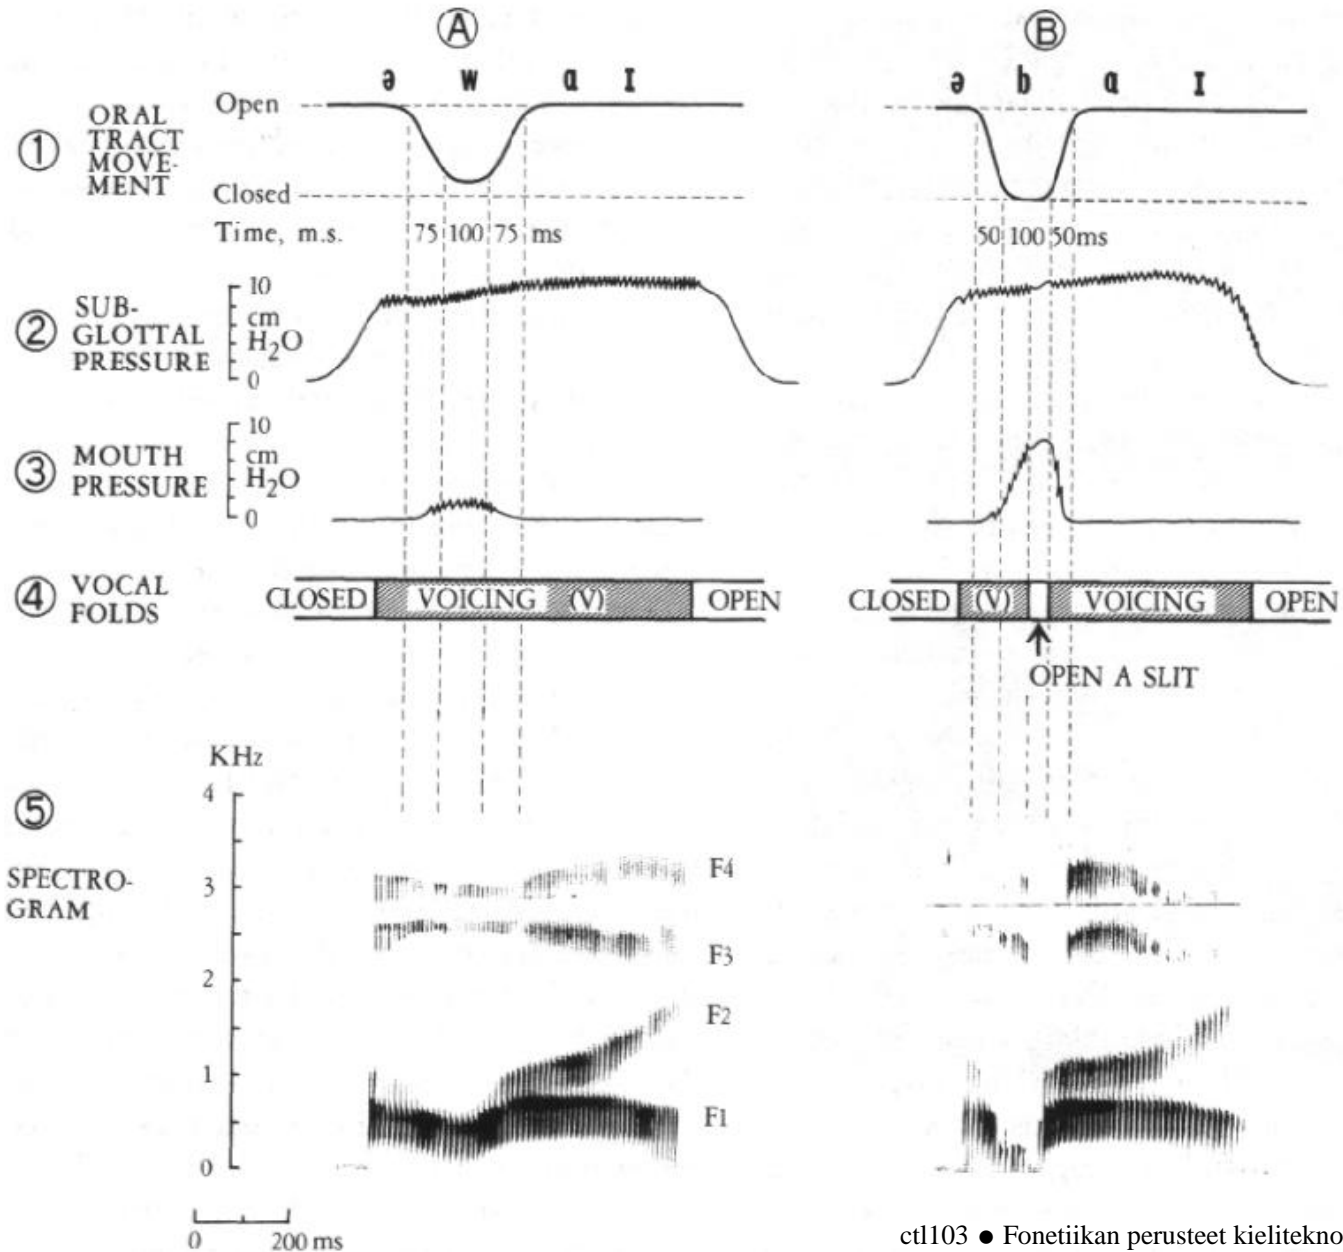 A B
ə w ɑ I ə b ɑ I
① ORAL TRACT MOVE- MENT
Open
Closed
Time, m.s. 75 100 75 ms 50 100 50ms
② SUB- GLOTTAL PRESSURE
10
cm
H₂O
0
③ MOUTH PRESSURE
10
cm
H₂O
0
④ VOCAL FOLDS
CLOSED VOICING (V) OPEN CLOSED (V) VOICING OPEN
OPEN A SLIT
KHz
⑤ SPECTRO- GRAM
4
3
2
1
0
F4
F3
F2
F1
0 200 ms
ctl103 ● Fonetiikan perusteet kielitekno